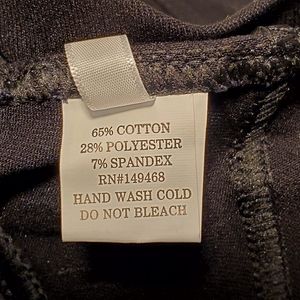 65% COTTON
28% POLYESTER
7% SPANDEX
RN#149468
HAND WASH COLD
DO NOT BLEACH